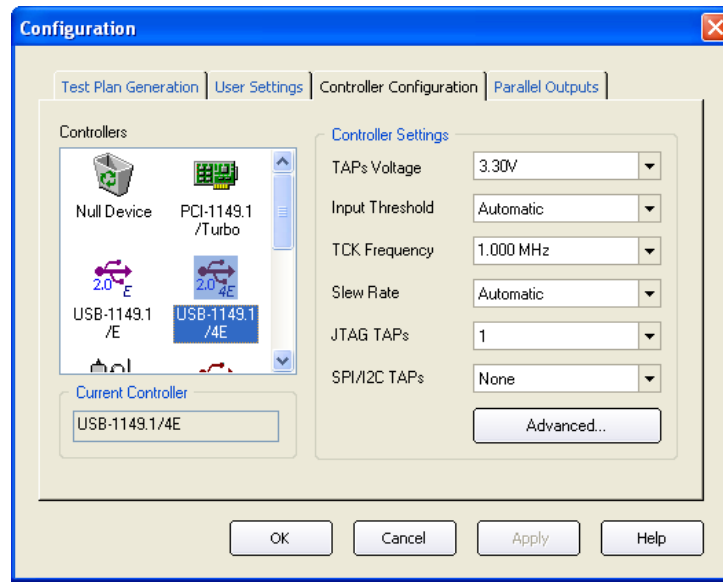 Configuration
Test Plan Generation
User Settings
Controller Configuration
Parallel Outputs
Controllers
Null Device
PCI-1149.1
/Turbo
2.0 E
USB-1149.1
/E
2.0 4E
USB-1149.1
/4E
Current Controller
USB-1149.1/4E
Controller Settings
TAPs Voltage
3.30V
Input Threshold
Automatic
TCK Frequency
1.000 MHz
Slew Rate
Automatic
JTAG TAPs
1
SPI/I2C TAPs
None
Advanced...
OK
Cancel
Apply
Help